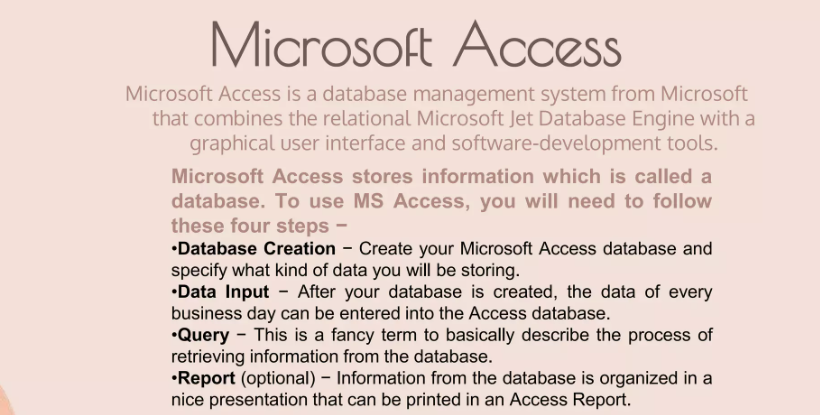 Microsoft Access
Microsoft Access is a database management system from Microsoft
that combines the relational Microsoft Jet Database Engine with a
graphical user interface and software-development tools.
Microsoft Access stores information which is called a
database. To use MS Access, you will need to follow
these four steps −
•Database Creation − Create your Microsoft Access database and
specify what kind of data you will be storing.
•Data Input − After your database is created, the data of every
business day can be entered into the Access database.
•Query − This is a fancy term to basically describe the process of
retrieving information from the database.
•Report (optional) − Information from the database is organized in a
nice presentation that can be printed in an Access Report.